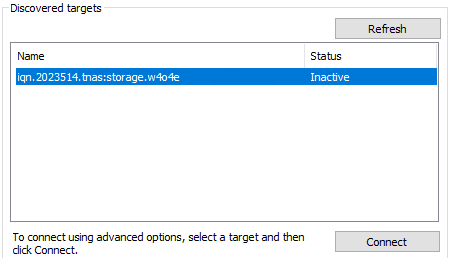 Discovered targets
Refresh
Name Status
iqn.2023514.tnas:storage.w4o4e Inactive
To connect using advanced options, select a target and then
click Connect.
Connect